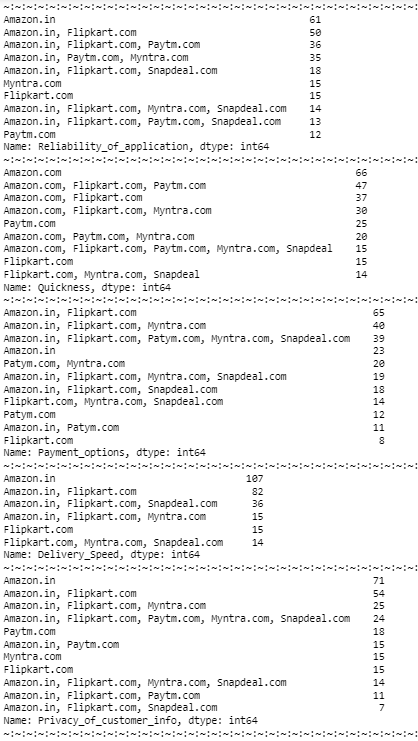 ~:~:~:~:~:~:~:~:~:~:~:~:~:~:~:~:~:~:~:~:~:~:~:~:~:~:~:~:~:~:~:~:~:~:
Amazon.in 61
Amazon.in, Flipkart.com 50
Amazon.in, Flipkart.com, Paytm.com 36
Amazon.in, Paytm.com, Myntra.com 35
Amazon.in, Flipkart.com, Snapdeal.com 18
Myntra.com 15
Flipkart.com 15
Amazon.in, Flipkart.com, Myntra.com, Snapdeal.com 14
Amazon.in, Flipkart.com, Paytm.com, Snapdeal.com 13
Paytm.com 12
Name: Reliability_of_application, dtype: int64
~:~:~:~:~:~:~:~:~:~:~:~:~:~:~:~:~:~:~:~:~:~:~:~:~:~:~:~:~:~:~:~:~:~:
Amazon.com 66
Amazon.com, Flipkart.com, Paytm.com 47
Amazon.com, Flipkart.com 37
Amazon.com, Flipkart.com, Myntra.com 30
Paytm.com 25
Amazon.com, Paytm.com, Myntra.com 20
Amazon.com, Flipkart.com, Paytm.com, Myntra.com, Snapdeal 15
Flipkart.com 15
Flipkart.com, Myntra.com, Snapdeal 14
Name: Quickness, dtype: int64
~:~:~:~:~:~:~:~:~:~:~:~:~:~:~:~:~:~:~:~:~:~:~:~:~:~:~:~:~:~:~:~:~:~:
Amazon.in, Flipkart.com 65
Amazon.in, Flipkart.com, Myntra.com 40
Amazon.in, Flipkart.com, Patym.com, Myntra.com, Snapdeal.com 39
Amazon.in 23
Patym.com, Myntra.com 20
Amazon.in, Flipkart.com, Myntra.com, Snapdeal.com 19
Amazon.in, Flipkart.com, Snapdeal.com 18
Flipkart.com, Myntra.com, Snapdeal.com 14
Patym.com 12
Amazon.in, Patym.com 11
Flipkart.com 8
Name: Payment_options, dtype: int64
~:~:~:~:~:~:~:~:~:~:~:~:~:~:~:~:~:~:~:~:~:~:~:~:~:~:~:~:~:~:~:~:~:~:
Amazon.in 107
Amazon.in, Flipkart.com 82
Amazon.in, Flipkart.com, Snapdeal.com 36
Amazon.in, Flipkart.com, Myntra.com 15
Flipkart.com 15
Flipkart.com, Myntra.com, Snapdeal.com 14
Name: Delivery_Speed, dtype: int64
~:~:~:~:~:~:~:~:~:~:~:~:~:~:~:~:~:~:~:~:~:~:~:~:~:~:~:~:~:~:~:~:~:~:
Amazon.in 71
Amazon.in, Flipkart.com 54
Amazon.in, Flipkart.com, Myntra.com 25
Amazon.in, Flipkart.com, Paytm.com, Myntra.com, Snapdeal.com 24
Paytm.com 18
Amazon.in, Paytm.com 15
Myntra.com 15
Flipkart.com 15
Amazon.in, Flipkart.com, Myntra.com, Snapdeal.com 14
Amazon.in, Flipkart.com, Paytm.com 11
Amazon.in, Flipkart.com, Snapdeal.com 7
Name: Privacy_of_customer_info, dtype: int64
~:~:~:~:~:~:~:~:~:~:~:~:~:~:~:~:~:~:~:~:~:~:~:~:~:~:~:~:~:~:~:~:~:~: